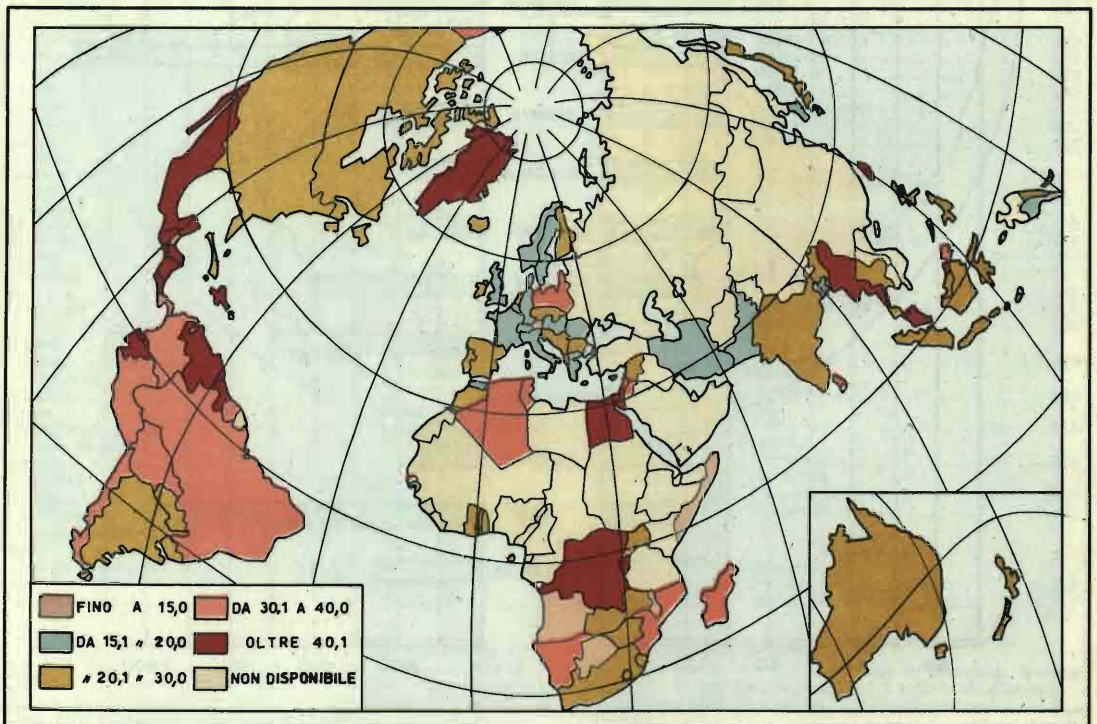 FINO A 15,0
DA 15,1 〃 20,0
〃 20,1 〃 30,0
DA 30,1 A 40,0
OLTRE 40,1
NON DISPONIBILE